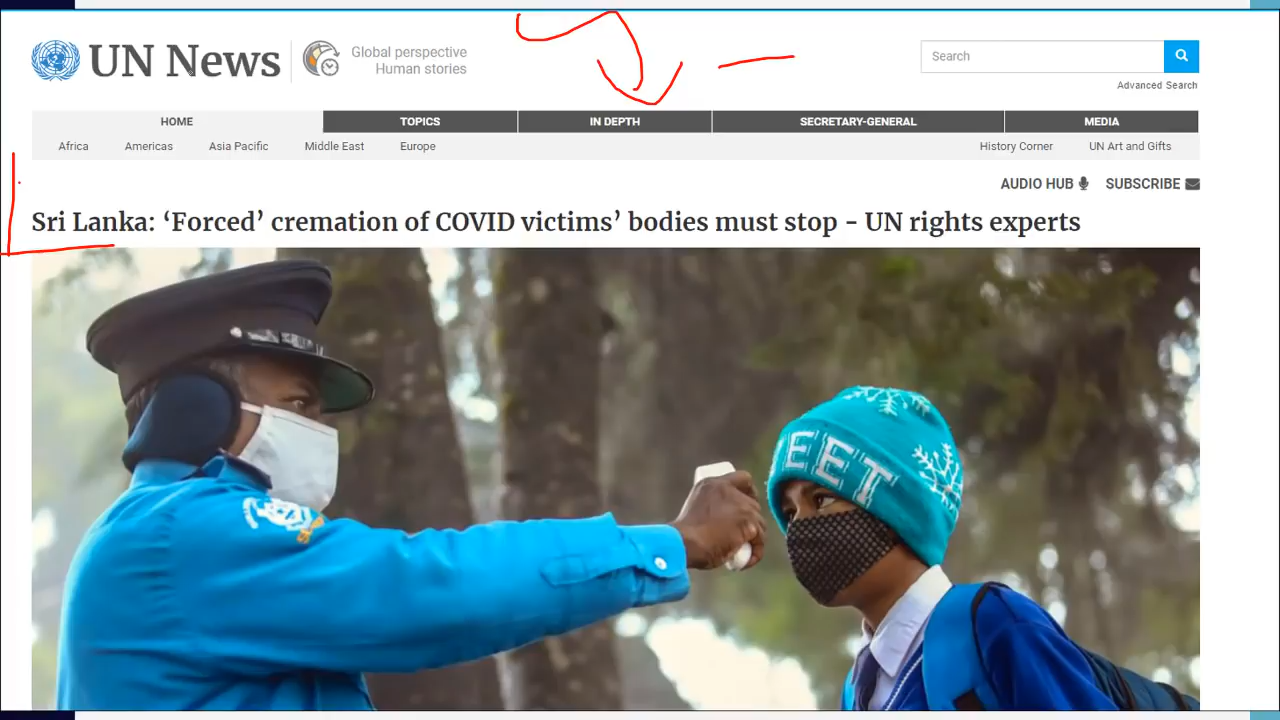 UN News
Global perspective
Human stories
Search
Advanced Search
HOME TOPICS IN DEPTH SECRETARY-GENERAL MEDIA
Africa Americas Asia Pacific Middle East Europe History Corner UN Art and Gifts
AUDIO HUB SUBSCRIBE
Sri Lanka: ‘Forced’ cremation of COVID victims’ bodies must stop - UN rights experts
EET